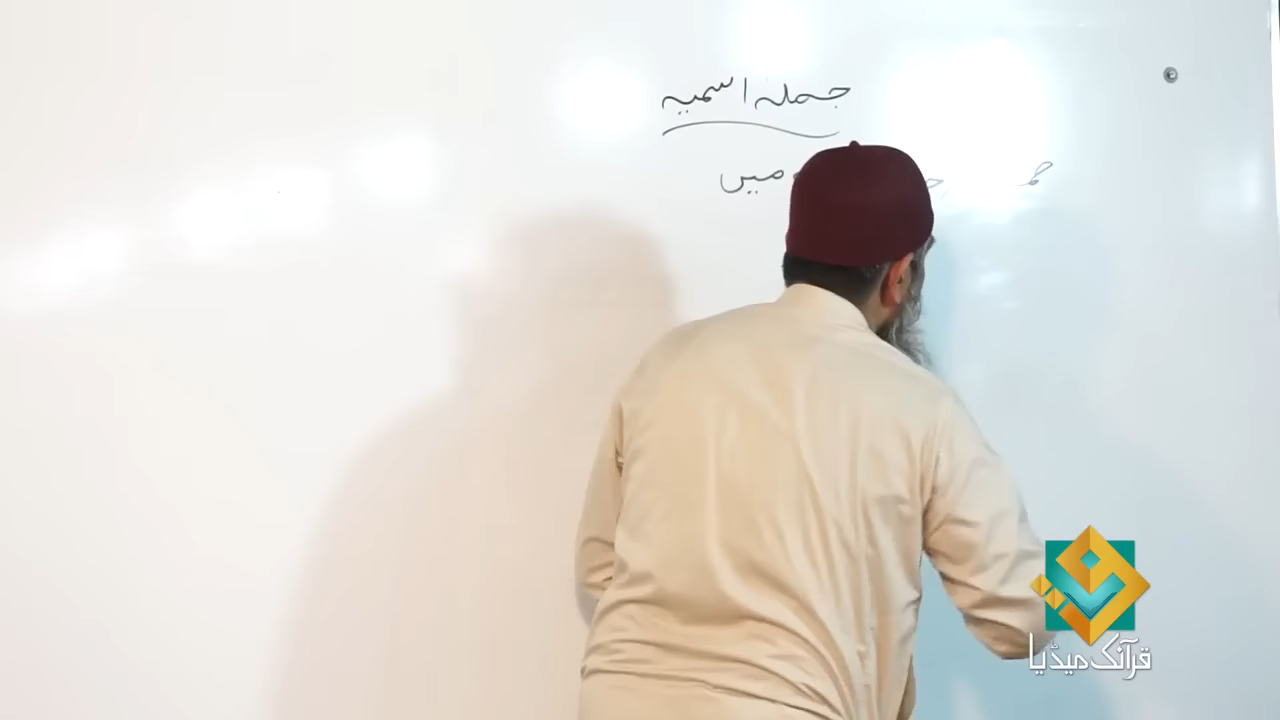 جملہ اسمیہ
میں
قرآنک میڈیا